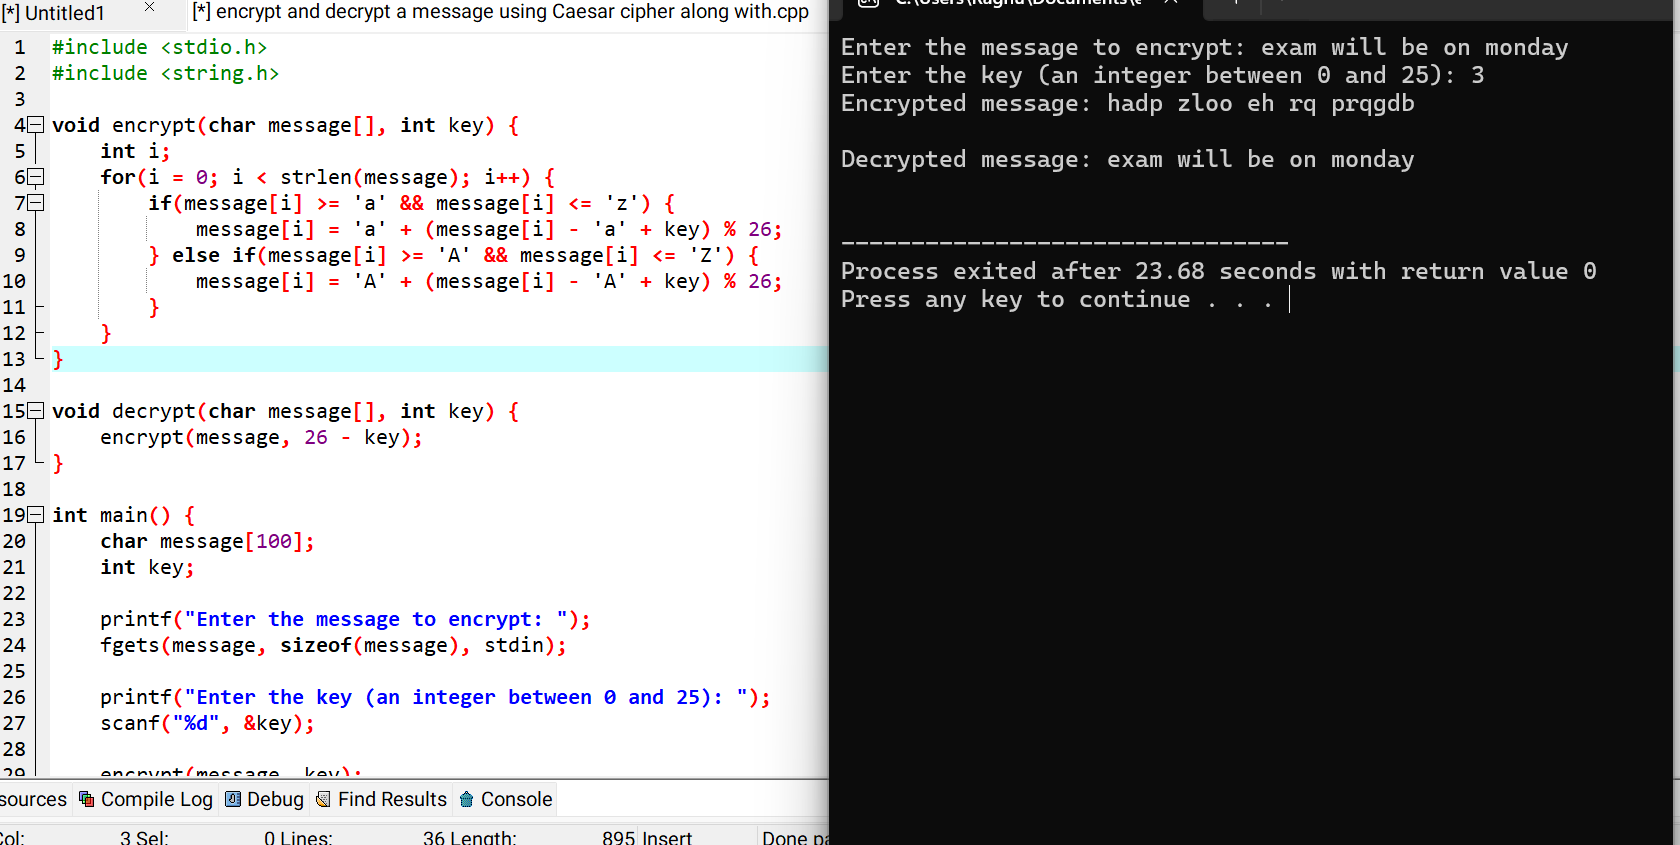 [*] Untitled1
[*] encrypt and decrypt a message using Caesar cipher along with.cpp
1 #include <stdio.h>
2 #include <string.h>
3
4 void encrypt(char message[], int key) {
5     int i;
6     for(i = 0; i < strlen(message); i++) {
7         if(message[i] >= 'a' && message[i] <= 'z') {
8             message[i] = 'a' + (message[i] - 'a' + key) % 26;
9         } else if(message[i] >= 'A' && message[i] <= 'Z') {
10            message[i] = 'A' + (message[i] - 'A' + key) % 26;
11        }
12    }
13 }
14
15 void decrypt(char message[], int key) {
16    encrypt(message, 26 - key);
17 }
18
19 int main() {
20    char message[100];
21    int key;
22
23    printf("Enter the message to encrypt: ");
24    fgets(message, sizeof(message), stdin);
25
26    printf("Enter the key (an integer between 0 and 25): ");
27    scanf("%d", &key);
28
29    encrypt(message, key);
sources Compile Log Debug Find Results Console
Col: 3 Sel: 0 Lines: 36 Length: 895 Insert Done pa
C:\Users\Raghu\Documents\e
Enter the message to encrypt: exam will be on monday
Enter the key (an integer between 0 and 25): 3
Encrypted message: hadp zloo eh rq prqgdb
Decrypted message: exam will be on monday
--------------------------------
Process exited after 23.68 seconds with return value 0
Press any key to continue . . .